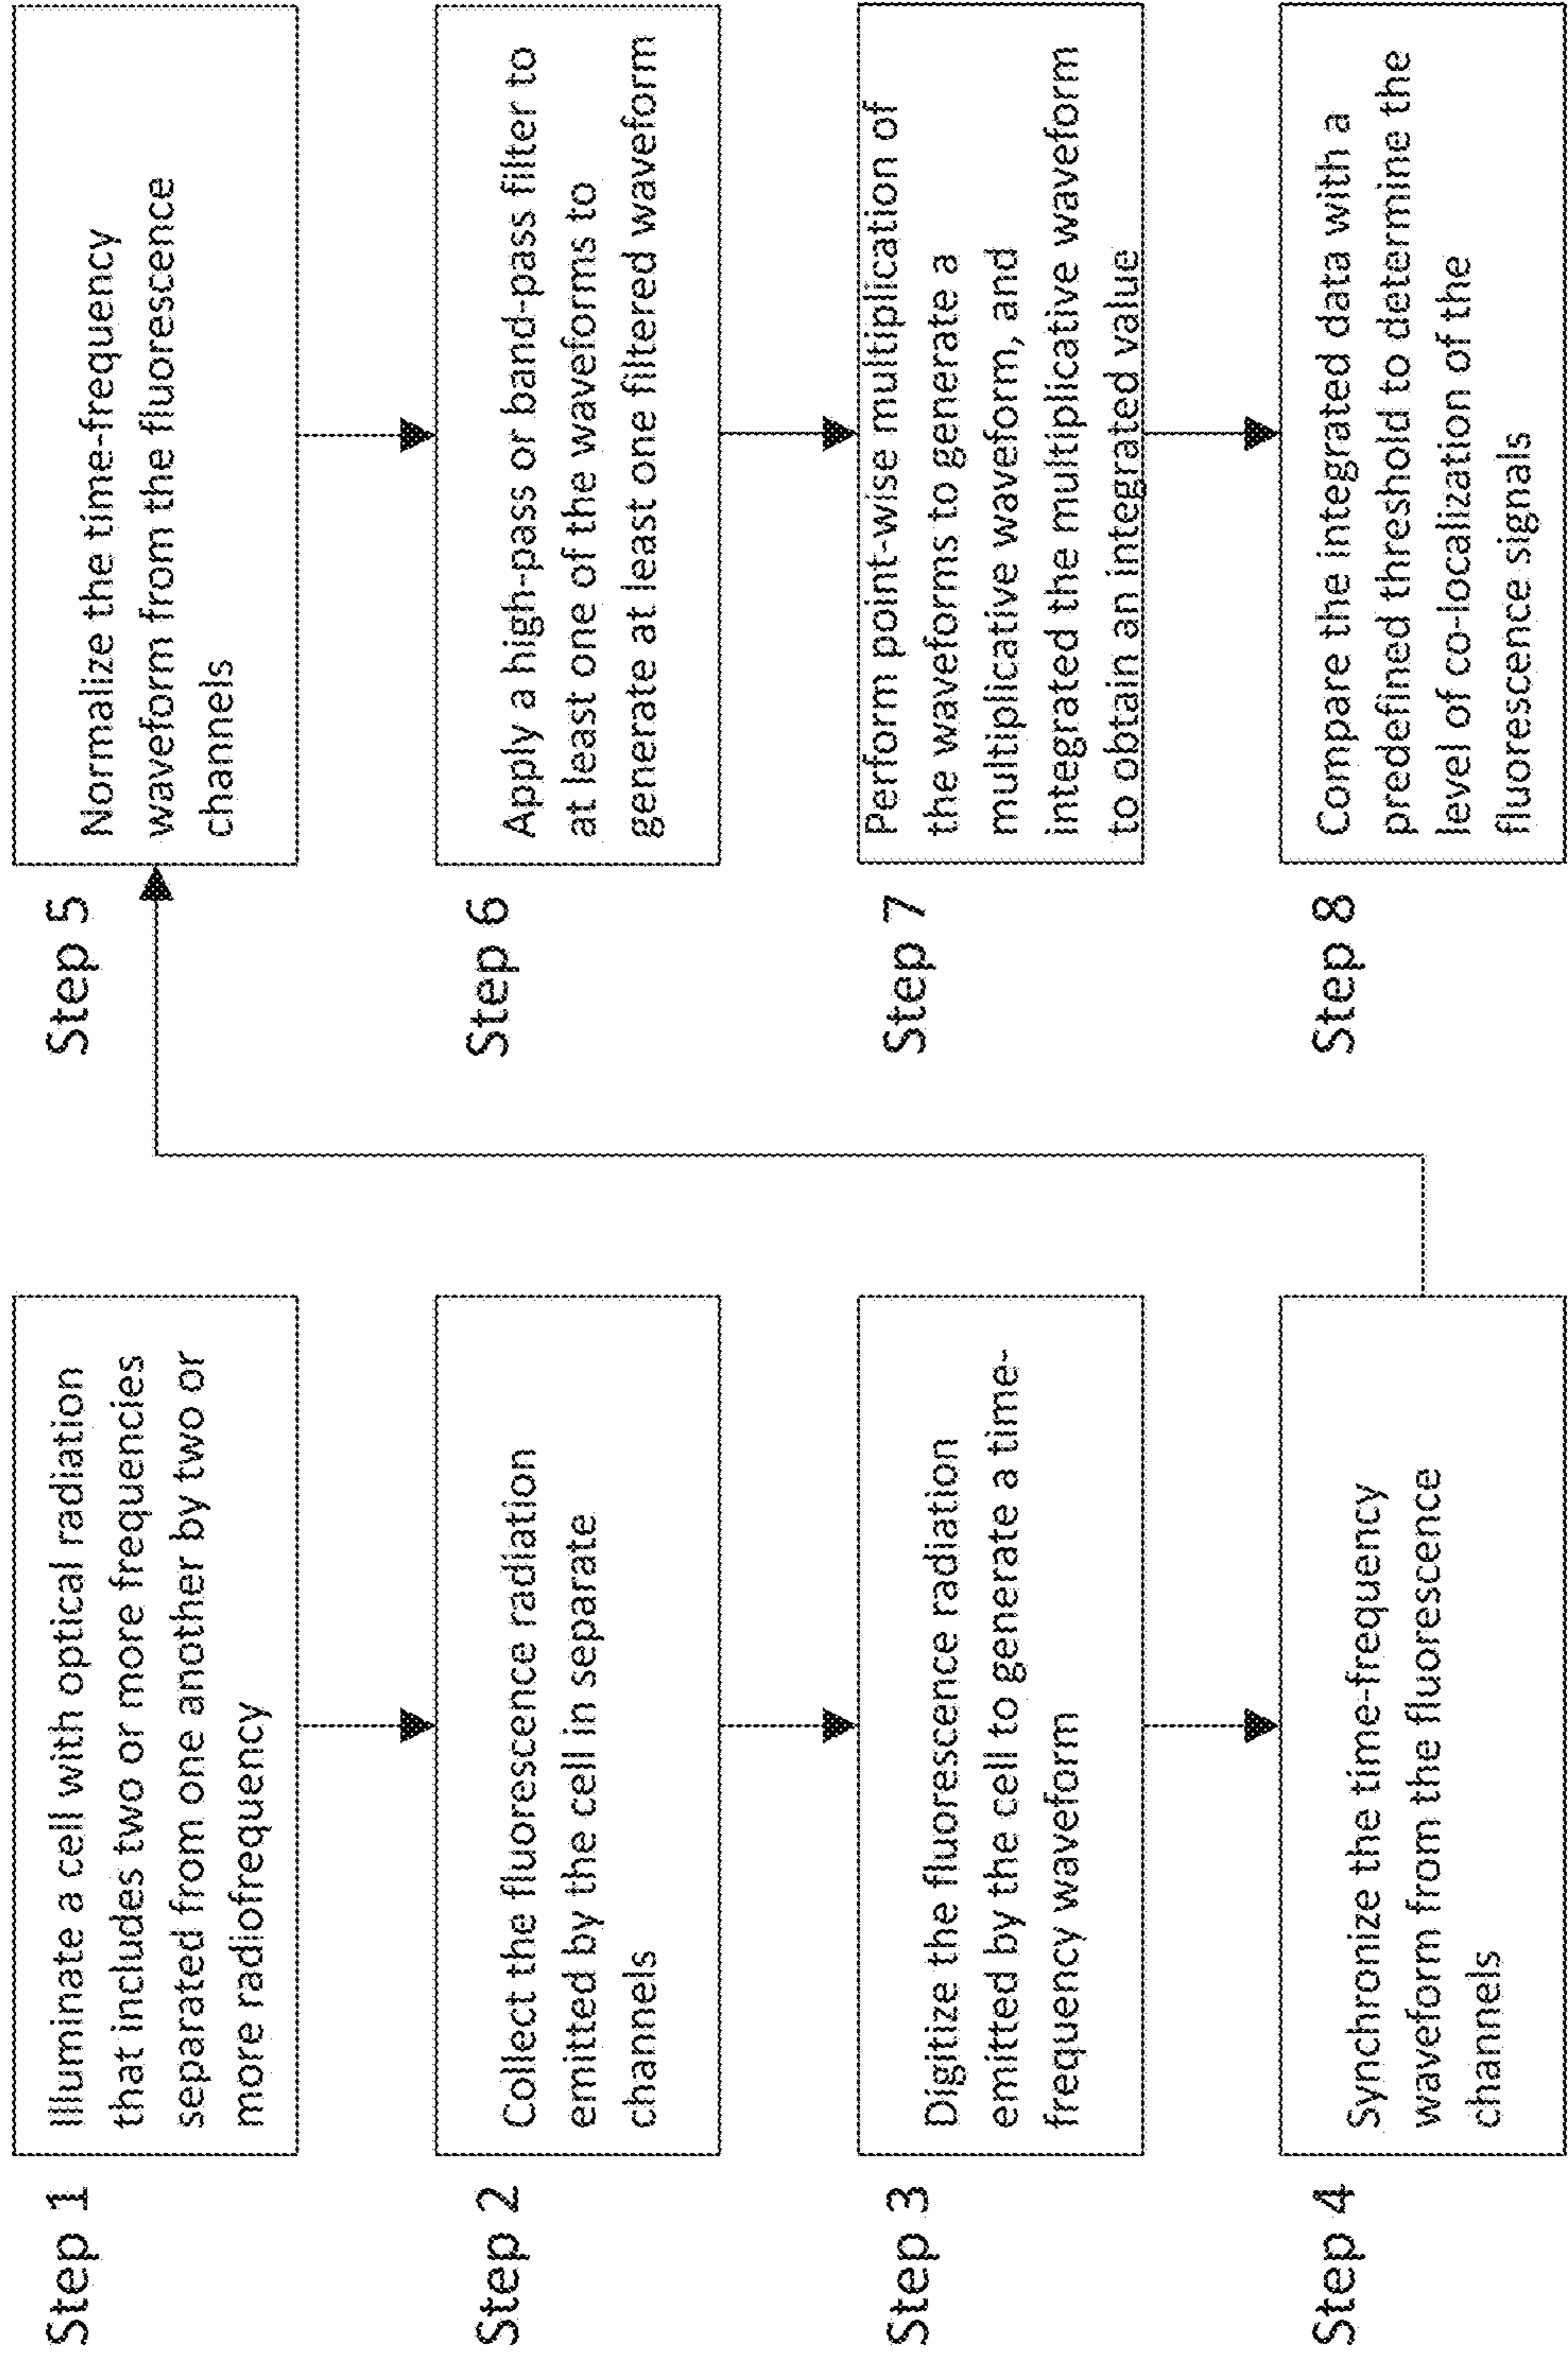 Step 1
Illuminate a cell with optical radiation
that includes two or more frequencies
separated from one another by two or
more radiofrequency
Step 2
Collect the fluorescence radiation
emitted by the cell in separate
channels
Step 3
Digitize the fluorescence radiation
emitted by the cell to generate a time-
frequency waveform
Step 4
Synchronize the time-frequency
waveform from the fluorescence
channels
Step 5
Normalize the time-frequency
waveform from the fluorescence
channels
Step 6
Apply a high-pass or band-pass filter to
at least one of the waveforms to
generate at least one filtered waveform
Step 7
Perform point-wise multiplication of
the waveforms to generate a
multiplicative waveform, and
integrated the multiplicative waveform
to obtain an integrated value
Step 8
Compare the integrated data with a
predefined threshold to determine the
level of co-localization of the
fluorescence signals